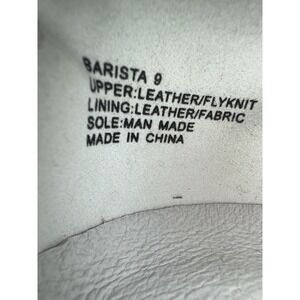 BARISTA 9
UPPER:LEATHER/FLYKNIT
LINING:LEATHER/FABRIC
SOLE:MAN MADE
MADE IN CHINA